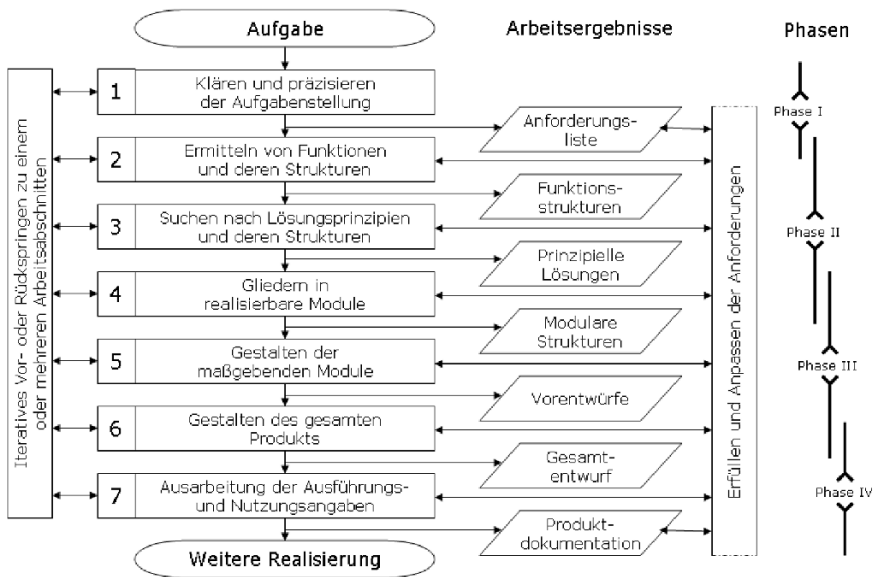 Aufgabe
Arbeitsergebnisse
Phasen
Iteratives Vor- oder Rückspringen zu einem
oder mehreren Arbeitsabschnitten
1
Klären und präzisieren
der Aufgabenstellung
Anforderungs-
liste
2
Ermitteln von Funktionen
und deren Strukturen
Funktions-
strukturen
3
Suchen nach Lösungsprinzipien
und deren Strukturen
Prinzipielle
Lösungen
4
Gliedern in
realisierbare Module
Modulare
Strukturen
5
Gestalten der
maßgebenden Module
Vorentwürfe
6
Gestalten des gesamten
Produkts
Gesamt-
entwurf
7
Ausarbeitung der Ausführungs-
und Nutzungsangaben
Produkt-
dokumentation
Weitere Realisierung
Erfüllen und Anpassen der Anforderungen
Phase I
Phase II
Phase III
Phase IV